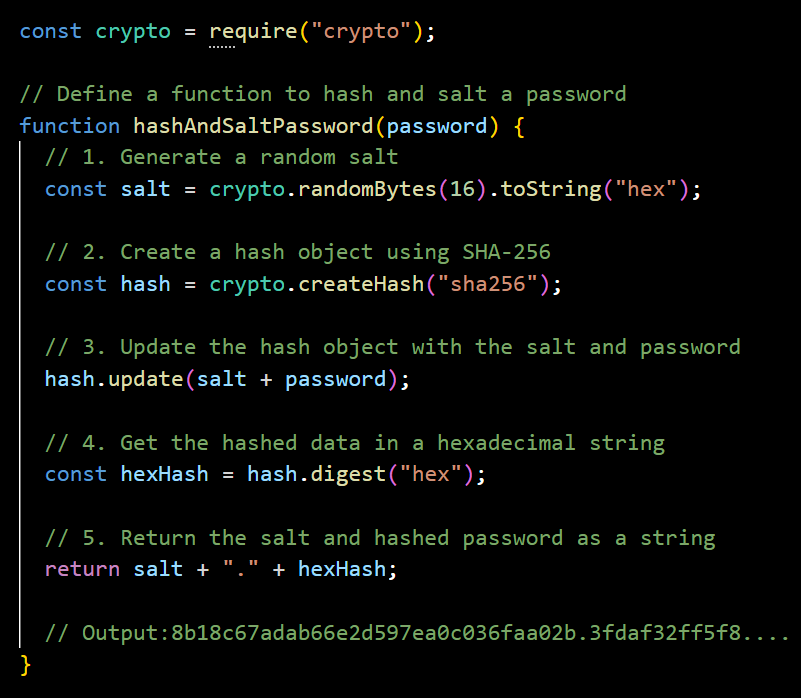 const crypto = require("crypto");
// Define a function to hash and salt a password
function hashAndSaltPassword(password) {
// 1. Generate a random salt
const salt = crypto.randomBytes(16).toString("hex");
// 2. Create a hash object using SHA-256
const hash = crypto.createHash("sha256");
// 3. Update the hash object with the salt and password
hash.update(salt + password);
// 4. Get the hashed data in a hexadecimal string
const hexHash = hash.digest("hex");
// 5. Return the salt and hashed password as a string
return salt + "." + hexHash;
// Output:8b18c67adab66e2d597ea0c036faa02b.3fdaf32ff5f8....
}